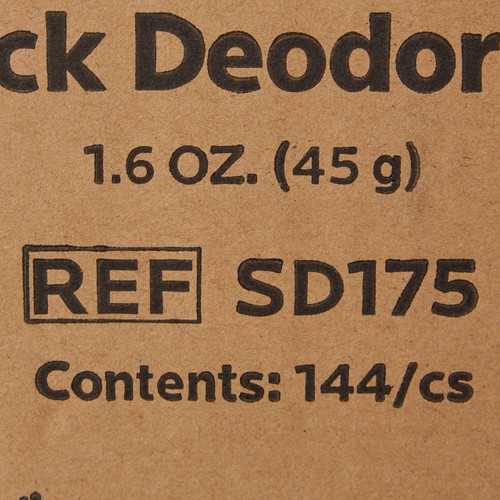 ck Deodor
1.6 OZ. (45 g)
REF SD175
Contents: 144/cs